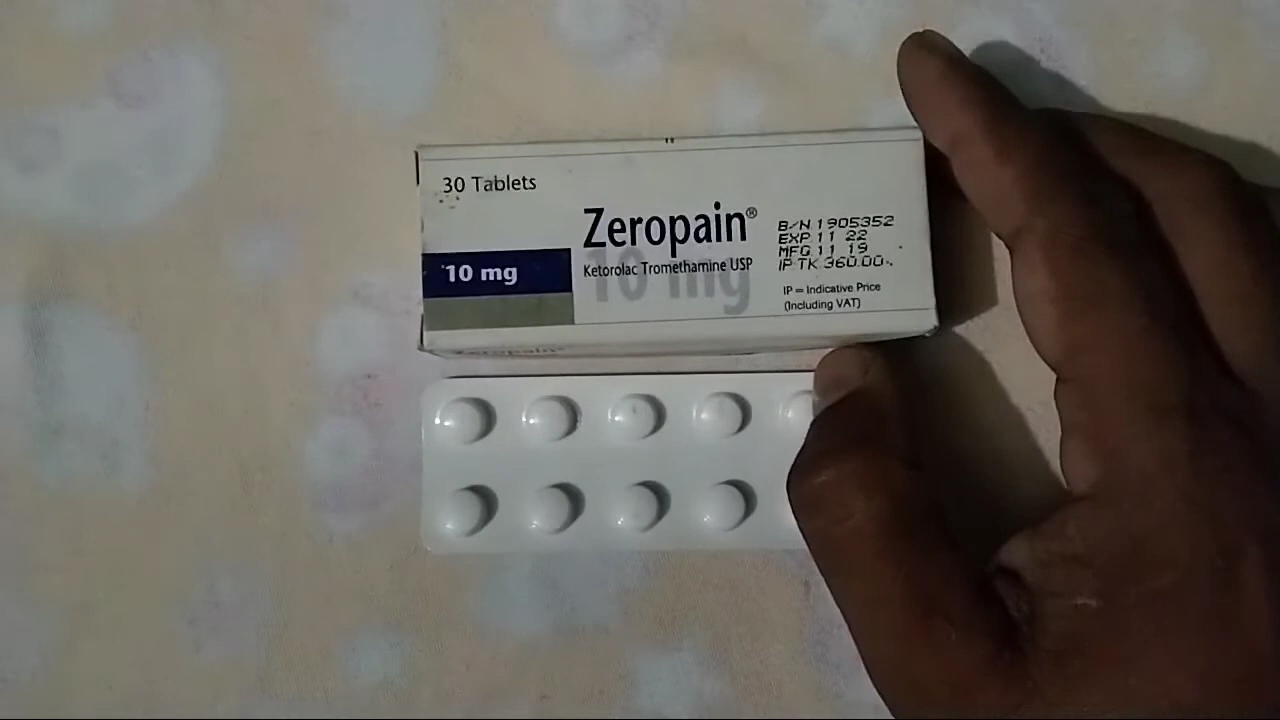 30 Tablets
10 mg
Zeropain®
Ketorolac Tromethamine USP
10 mg
B/N 1905352
EXP 11 22
MFG 11 19
IP TK 360.00
IP = Indicative Price
(Including VAT)
Zeropain®